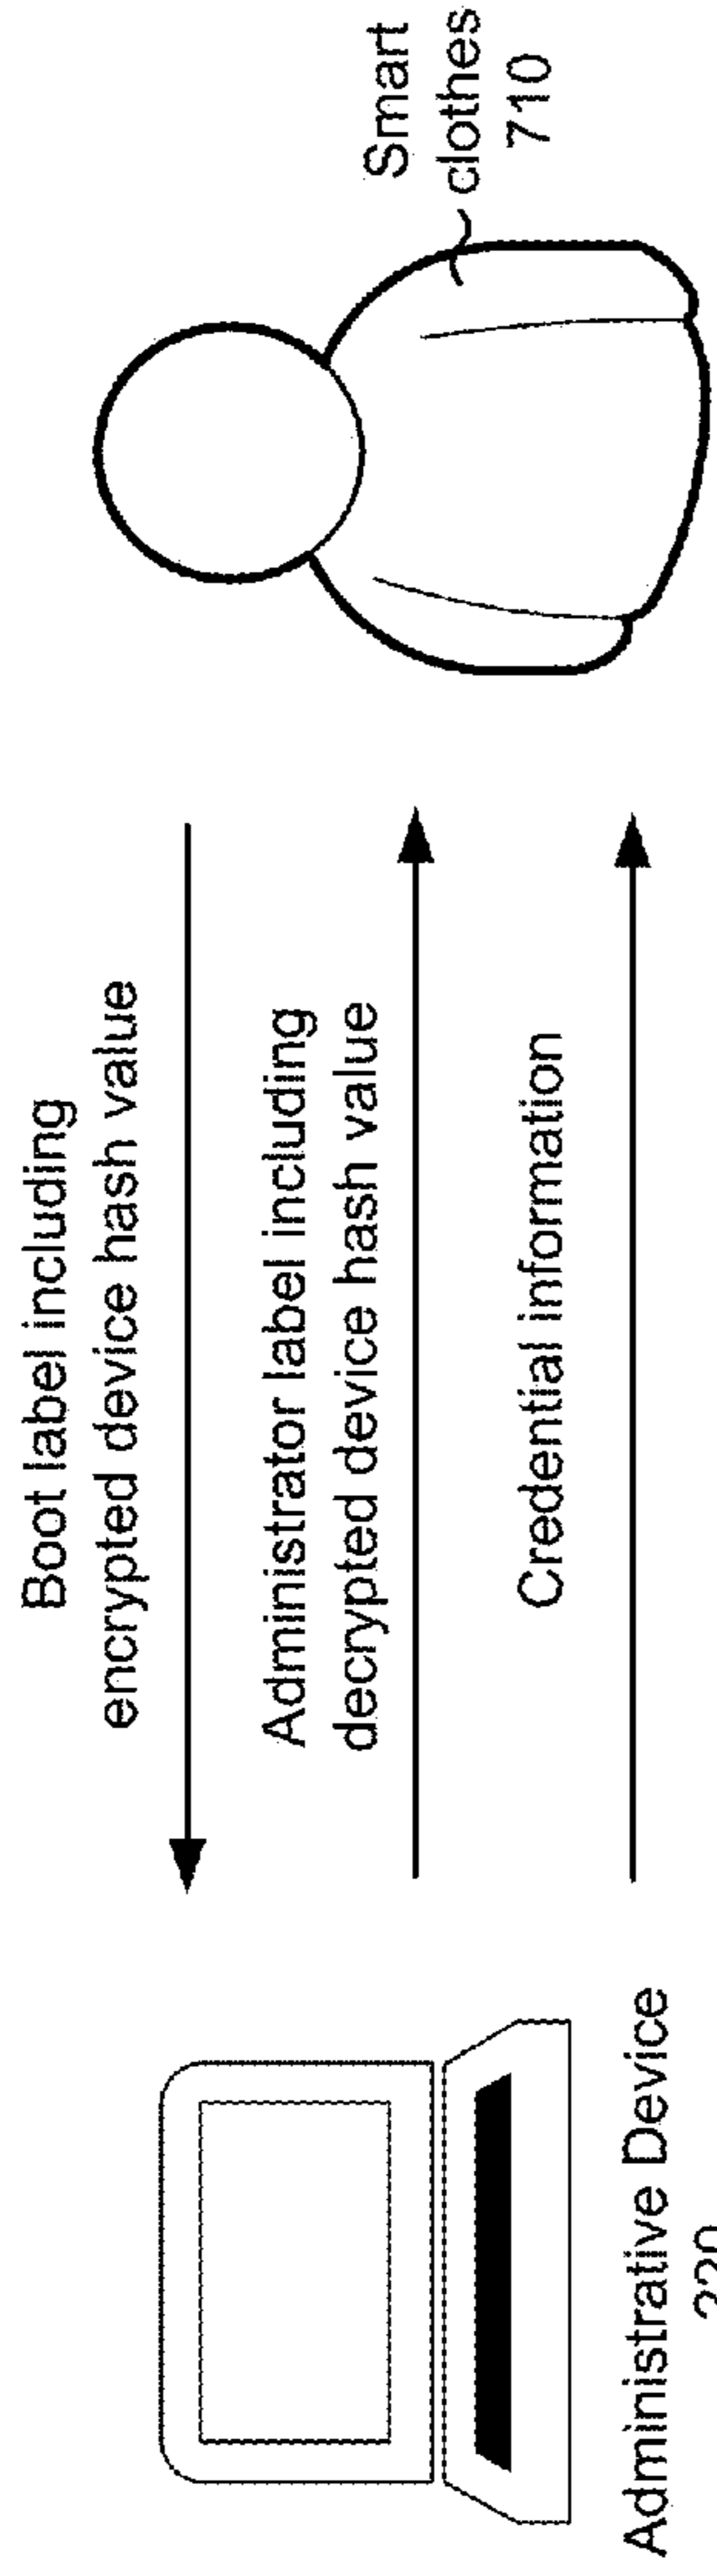 Boot label including
encrypted device hash value
Administrator label including
decrypted device hash value
Credential information
Smart
clothes
710
Administrative Device